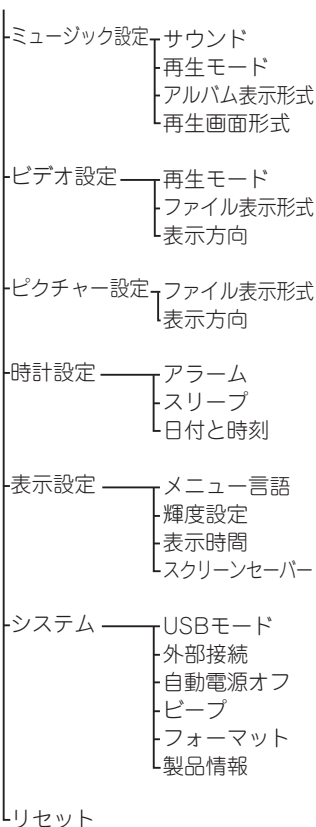 ミュージック設定 サウンド
再生モード
アルバム表示形式
再生画面形式
ビデオ設定 再生モード
ファイル表示形式
表示方向
ピクチャー設定 ファイル表示形式
表示方向
時計設定 アラーム
スリープ
日付と時刻
表示設定 メニュー言語
輝度設定
表示時間
スクリーンセーバー
システム USBモード
外部接続
自動電源オフ
ビープ
フォーマット
製品情報
リセット